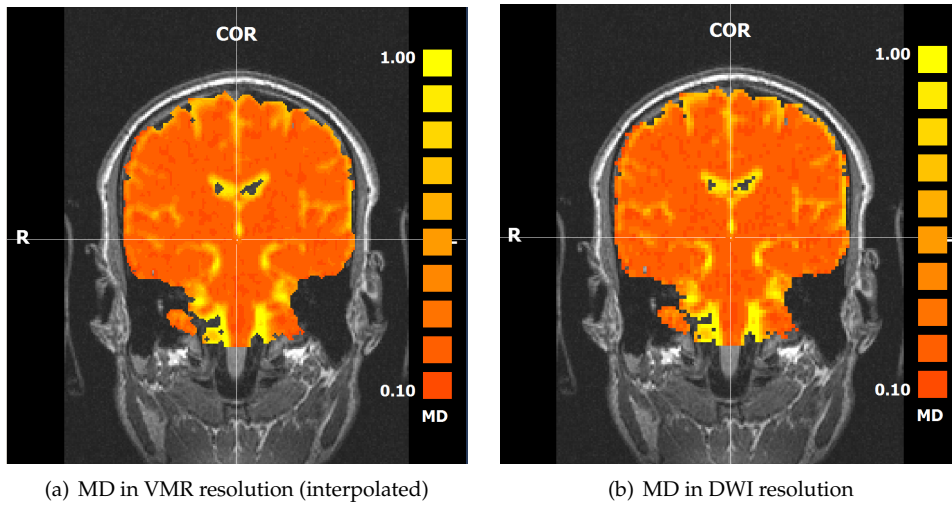 COR
1.00
R
L
0.10
MD
COR
1.00
R
L
0.10
MD
(a) MD in VMR resolution (interpolated)
(b) MD in DWI resolution